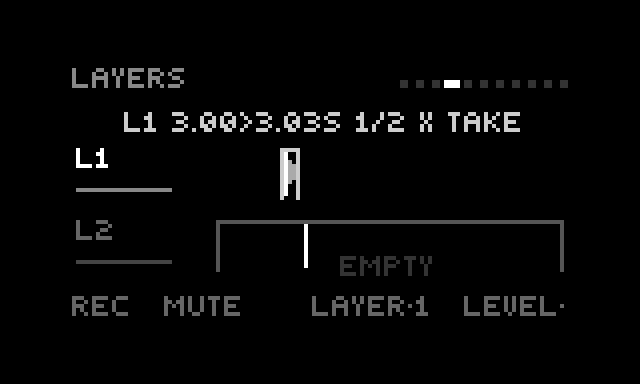 LAYERS
L1 3.00>3.03S 1/2 X TAKE
L1
L2
EMPTY
REC MUTE LAYER·1 LEVEL·